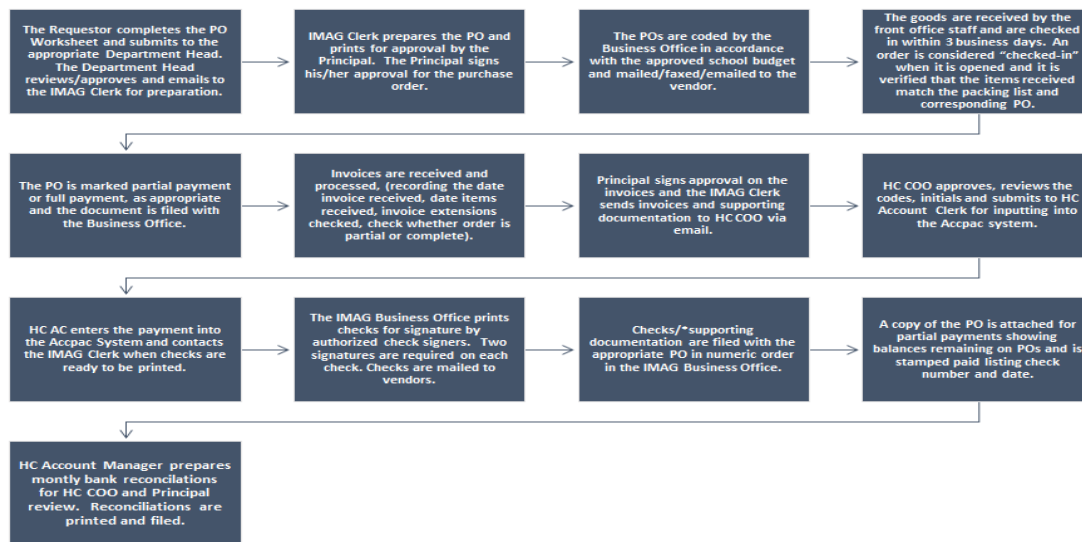 The Requestor completes the PO
Worksheet and submits to the
appropriate Department Head.
The Department Head
reviews/approves and emails to
the IMAG Clerk for preparation.
IMAG Clerk prepares the PO and
prints for approval by the
Principal. The Principal signs
his/her approval for the purchase
order.
The POs are coded by the
Business Office in accordance
with the approved school budget
and mailed/faxed/emailed to the
vendor.
The goods are received by the
front office staff and are checked
in within 3 business days. An
order is considered “checked-in”
when it is opened and it is
verified that the items received
match the packing list and
corresponding PO.
The PO is marked partial payment
or full payment, as appropriate
and the document is filed with
the Business Office.
Invoices are received and
processed, (recording the date
invoice received, date items
received, invoice extensions
checked, check whether order is
partial or complete).
Principal signs approval on the
invoices and the IMAG Clerk
sends invoices and supporting
documentation to HC COO via
email.
HC COO approves, reviews the
codes, initials and submits to HC
Account Clerk for inputting into
the Accpac system.
HC AC enters the payment into
the Accpac System and contacts
the IMAG Clerk when checks are
ready to be printed.
The IMAG Business Office prints
checks for signature by
authorized check signers. Two
signatures are required on each
check. Checks are mailed to
vendors.
Checks/*supporting
documentation are filed with the
appropriate PO in numeric order
in the IMAG Business Office.
A copy of the PO is attached for
partial payments showing
balances remaining on POs and is
stamped paid listing check
number and date.
HC Account Manager prepares
montly bank reconcilations
for HC COO and Principal
review. Reconciliations are
printed and filed.